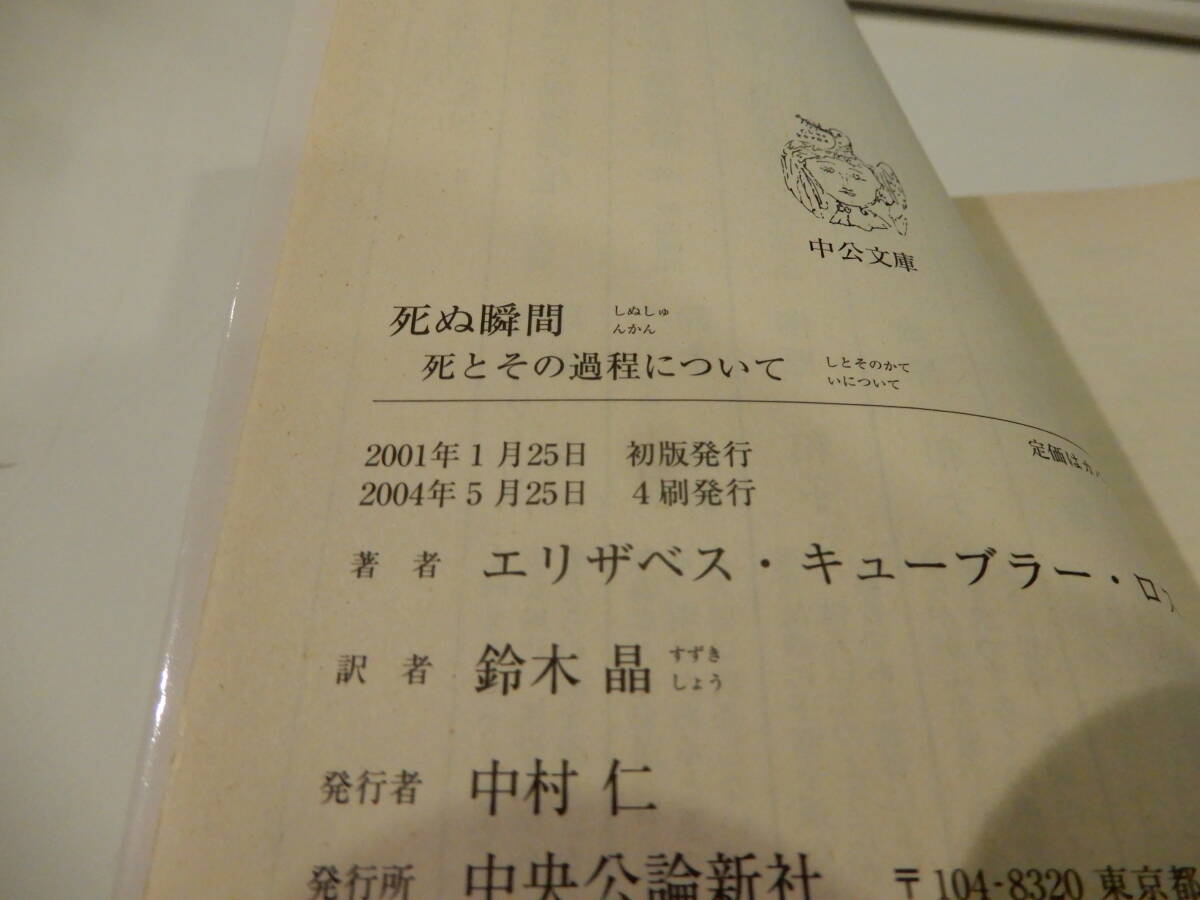 中公文庫
死ぬ瞬間 しぬしゅ
んかん
死とその過程について しとそのかて
いについて
定価はカ
2001年1月25日 初版発行
2004年5月25日 4刷発行
著者 エリザベス・キューブラー・ロス
訳者 鈴木 晶 すずき
しょう
発行者 中村 仁
発行所 中央公論新社 〒104-8320 東京都